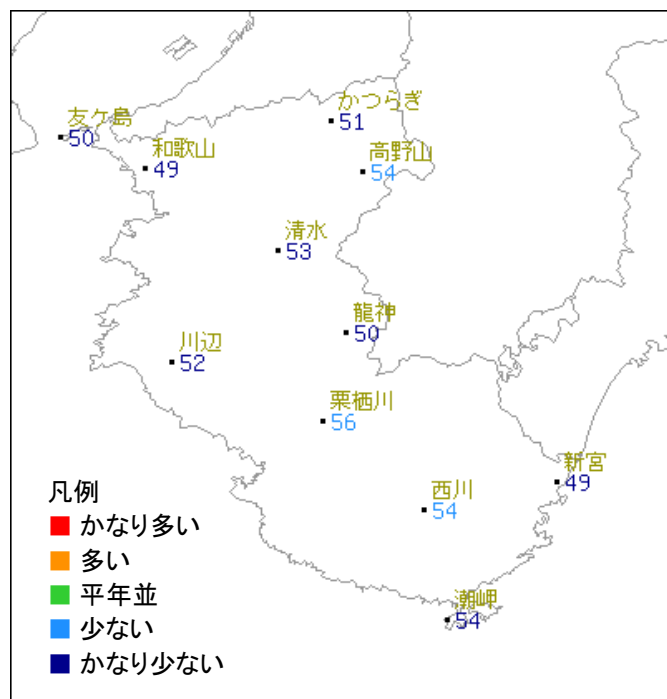 かつらぎ
51
友ケ島
50
和歌山
49
高野山
54
清水
53
龍神
50
川辺
52
栗栖川
56
新宮
49
西川
54
潮岬
54
凡例
かなり多い
多い
平年並
少ない
かなり少ない